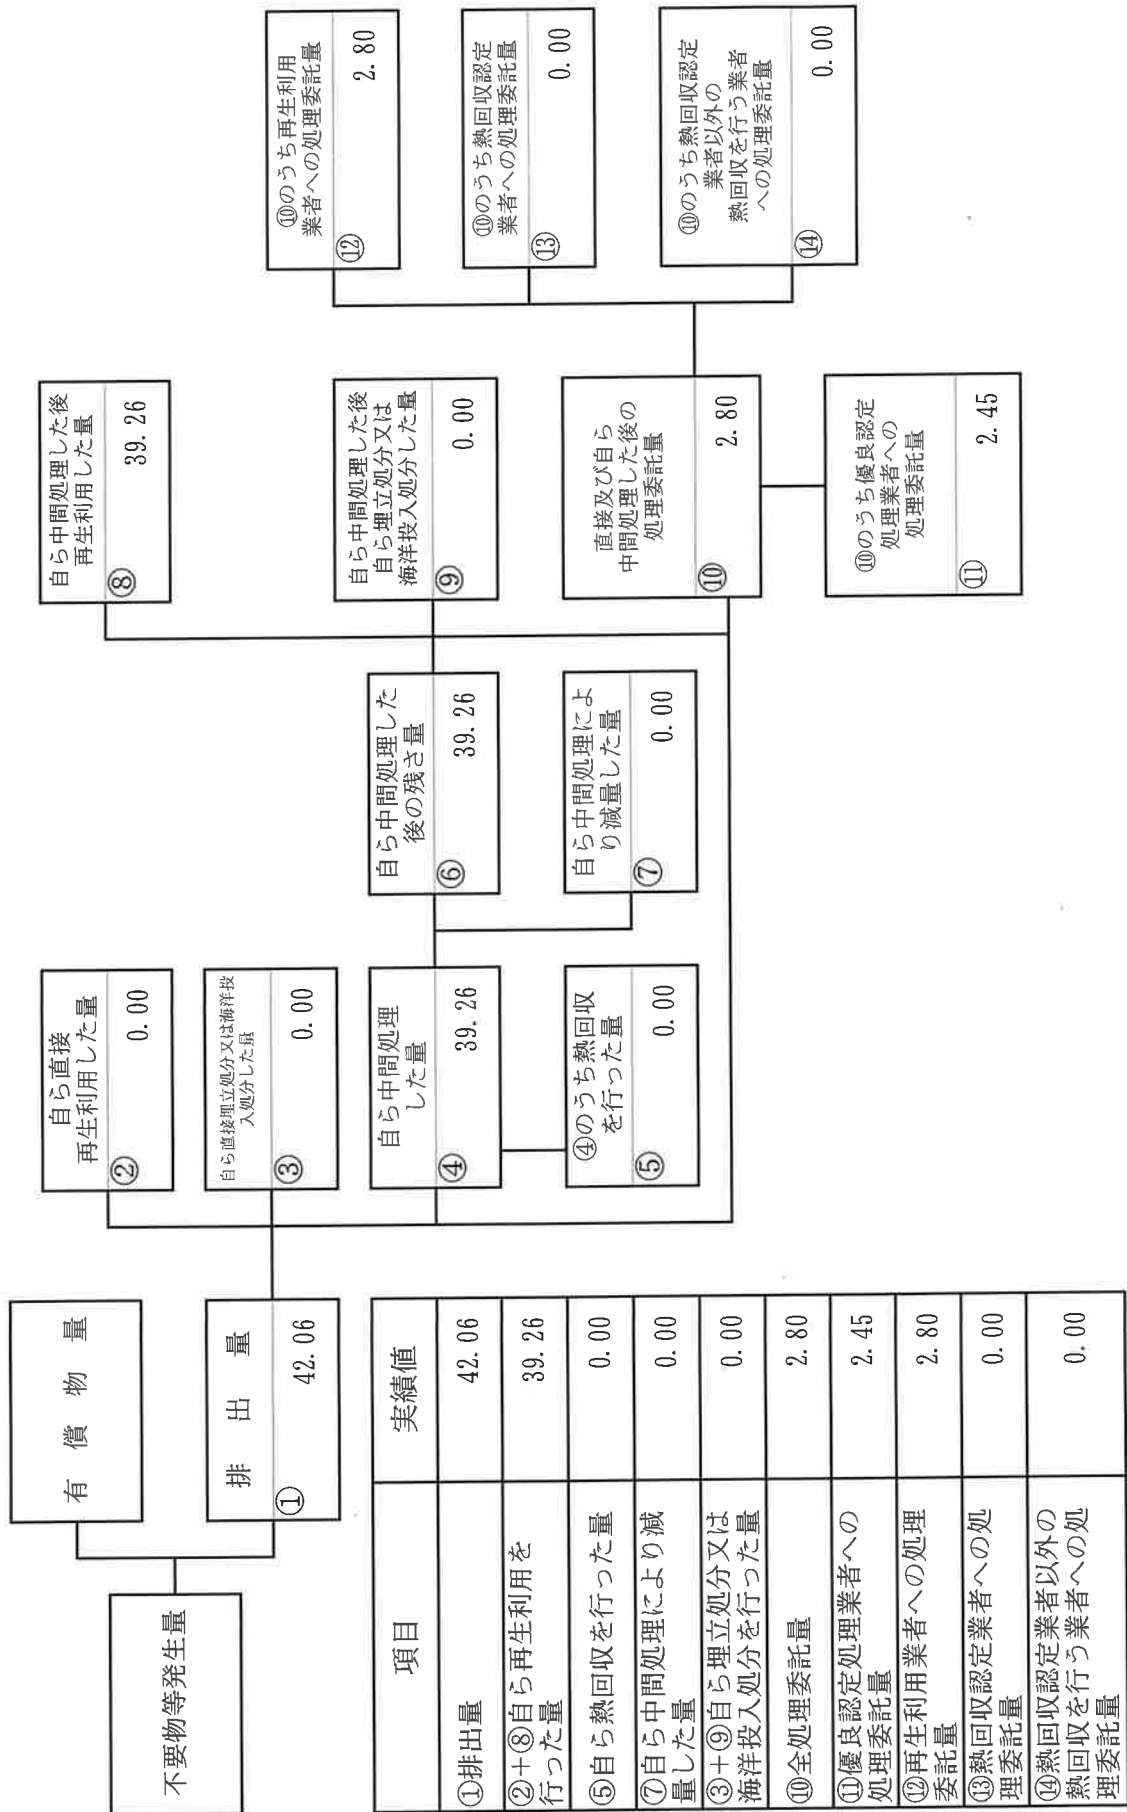 不要物等発生量
有償物量
排出量
①
42.06
自ら直接
再生利用した量
②
0.00
自ら直接埋立処分又は海洋投
入処分した量
③
0.00
自ら中間処理
した量
④
39.26
④のうち熱回収
を行った量
⑤
0.00
自ら中間処理した
後の残さ量
⑥
39.26
自ら中間処理によ
り減量した量
⑦
0.00
自ら中間処理した後
再生利用した量
⑧
39.26
自ら中間処理した後
自ら埋立処分又は
海洋投入処分した量
⑨
0.00
直接及び自ら
中間処理した後の
処理委託量
⑩
2.80
⑩のうち優良認定
処理業者への
処理委託量
⑪
2.45
⑩のうち再生利用
業者への処理委託量
⑫
2.80
⑩のうち熱回収認定
業者への処理委託量
⑬
0.00
⑩のうち熱回収認定
業者以外の
熱回収を行う業者
への処理委託量
⑭
0.00
項目
実績値
①排出量
42.06
②+⑧自ら再生利用を
行った量
39.26
⑤自ら熱回収を行った量
0.00
⑦自ら中間処理により減
量した量
0.00
③+⑨自ら埋立処分又は
海洋投入処分を行った量
0.00
⑩全処理委託量
2.80
⑪優良認定処理業者への
処理委託量
2.45
⑫再生利用業者への処理
委託量
2.80
⑬熱回収認定業者への処
理委託量
0.00
⑭熱回収認定業者以外の
熱回収を行う業者への処
理委託量
0.00